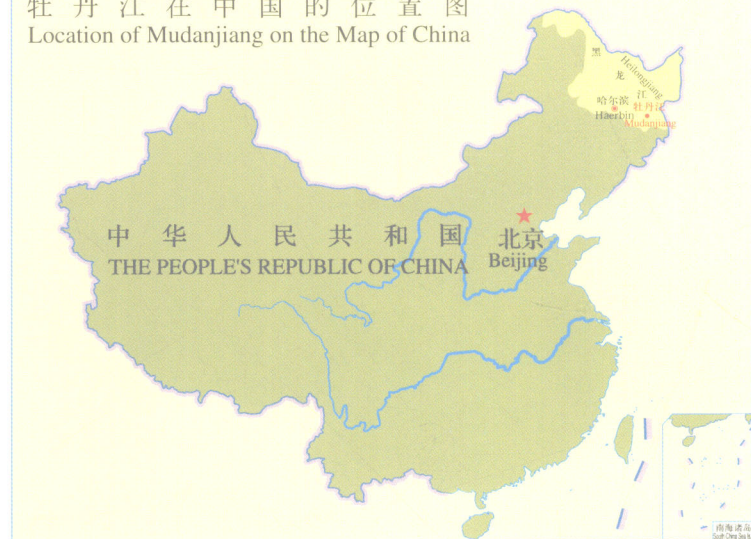 牡丹江在中国的位置图
Location of Mudanjiang on the Map of China
黑龙江
Heilongjiang
哈尔滨
Haerbin
牡丹江
Mudanjiang
中华人民共和国
THE PEOPLE'S REPUBLIC OF CHINA
北京
Beijing
南海诸岛